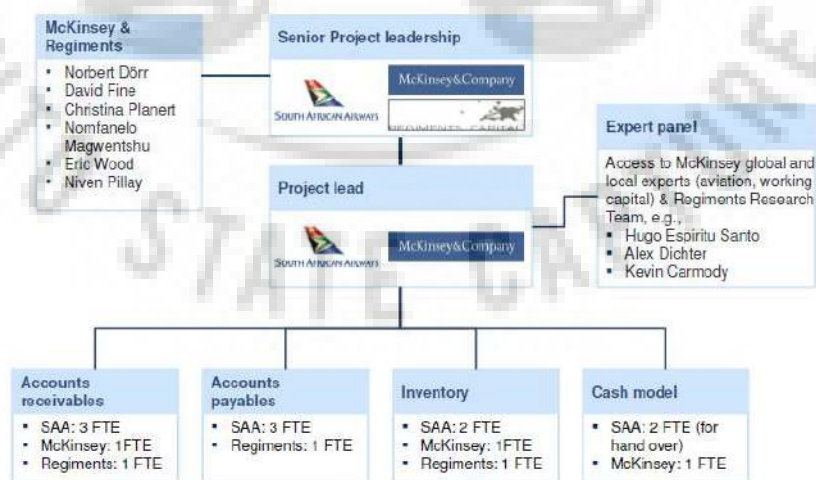 McKinsey &
Regiments
▪ Norbert Dörr
▪ David Fine
▪ Christina Planert
▪ Nomfanelo
Magwentshu
▪ Eric Wood
▪ Niven Pillay
Senior Project leadership
SOUTH AFRICAN AIRWAYS
McKinsey&Company
REGIMENTS CAPITAL
Project lead
SOUTH AFRICAN AIRWAYS
McKinsey&Company
Expert panel
Access to McKinsey global and
local experts (aviation, working
capital) & Regiments Research
Team, e.g.,
▪ Hugo Espiritu Santo
▪ Alex Dichter
▪ Kevin Carmody
STATE CAPTURE
Accounts
receivables
▪ SAA: 3 FTE
▪ McKinsey: 1FTE
▪ Regiments: 1 FTE
Accounts
payables
▪ SAA: 3 FTE
▪ Regiments: 1 FTE
Inventory
▪ SAA: 2 FTE
▪ McKinsey: 1FTE
▪ Regiments: 1 FTE
Cash model
▪ SAA: 2 FTE (for
hand over)
▪ McKinsey: 1 FTE